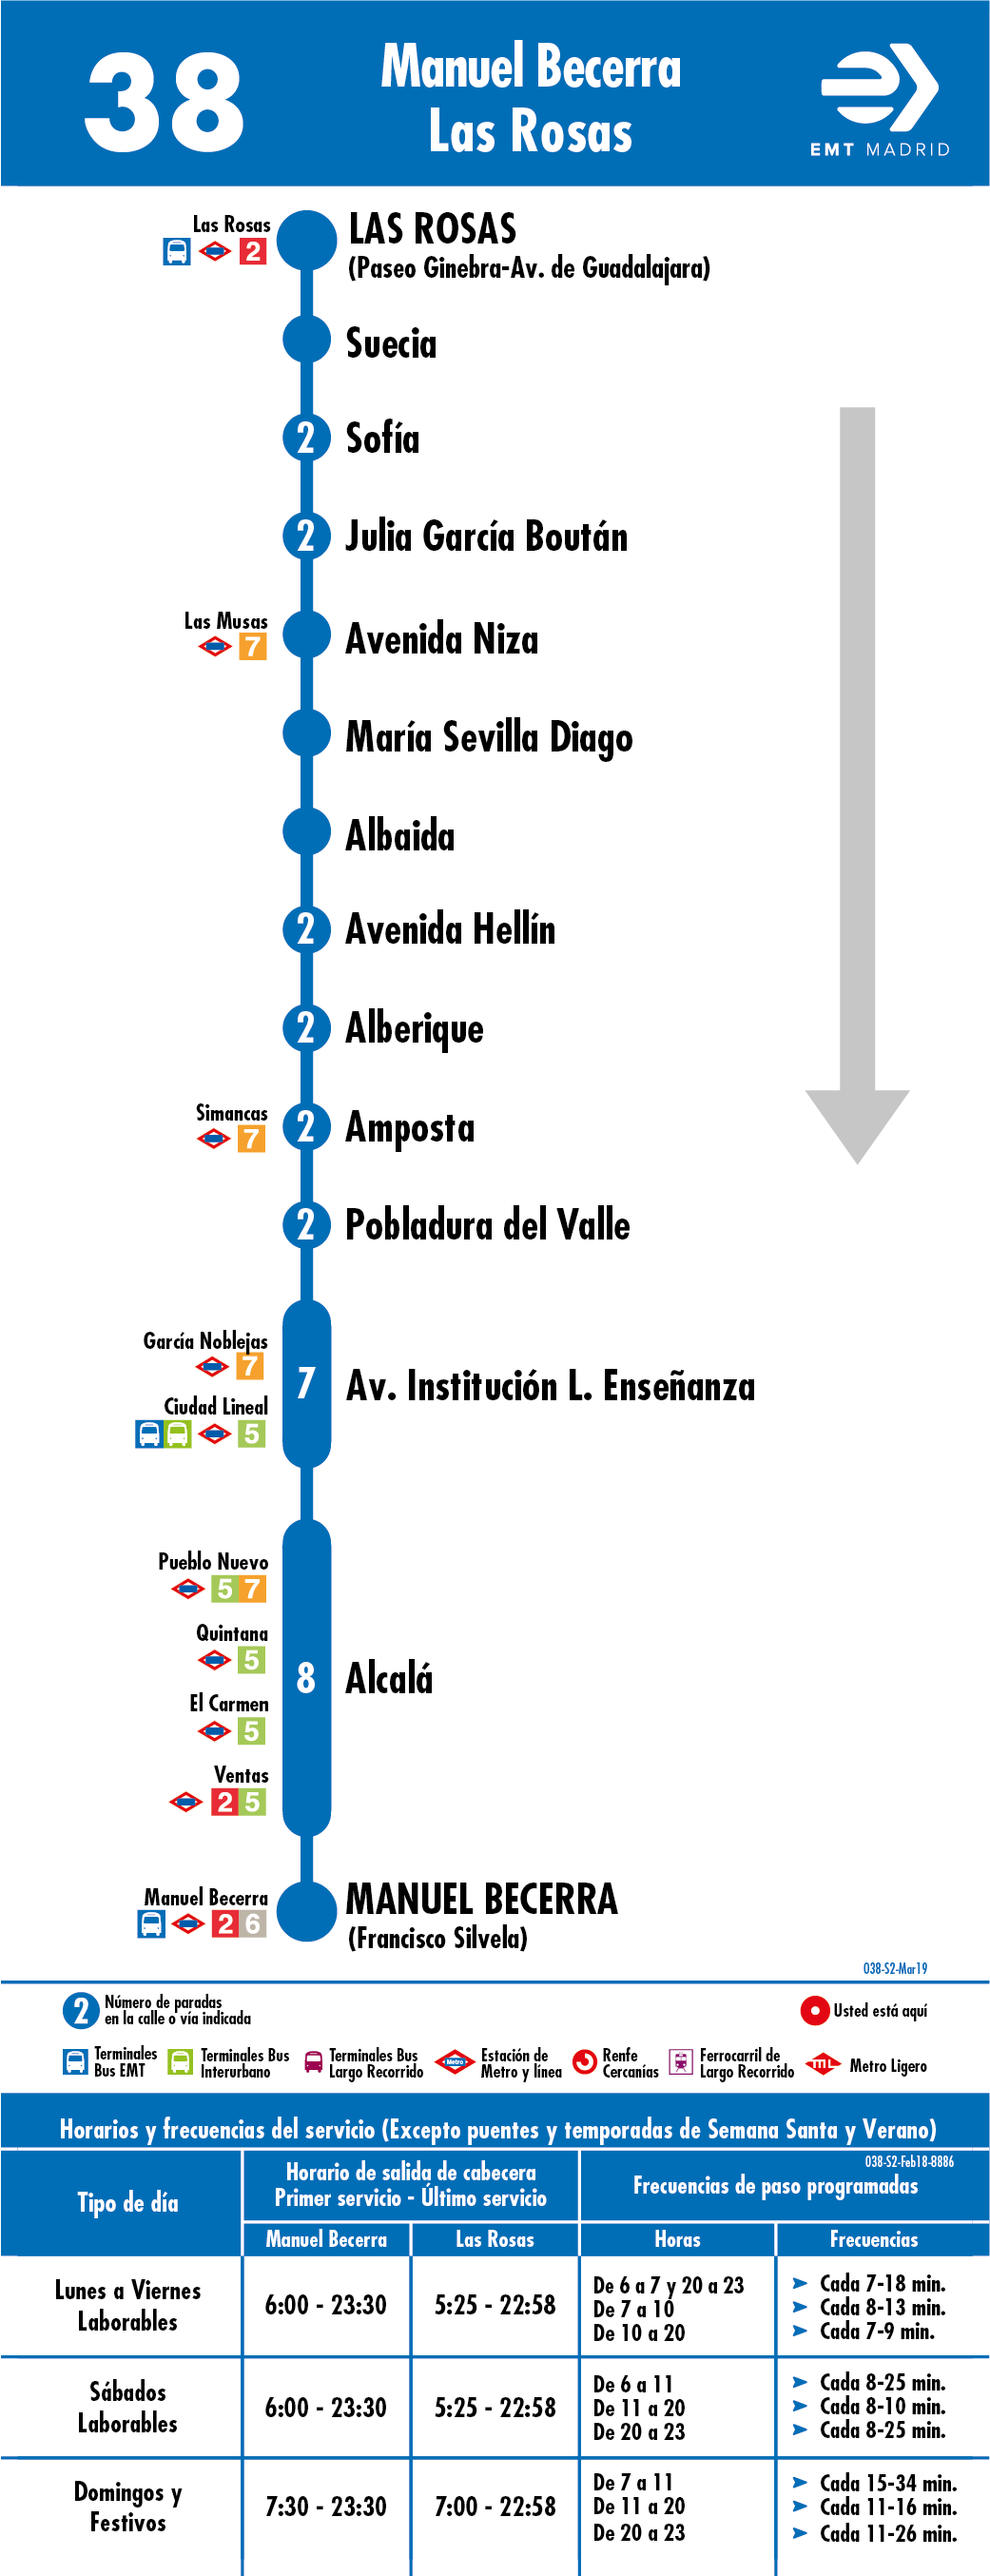 38
Manuel Becerra
Las Rosas
EMT MADRID
Las Rosas
2
LAS ROSAS
(Paseo Ginebra-Av. de Guadalajara)
Suecia
2 Sofía
2 Julia García Boután
Las Musas
7
Avenida Niza
María Sevilla Diago
Albaida
2 Avenida Hellín
2 Alberique
Simancas
7
2 Amposta
2 Pobladura del Valle
García Noblejas
7
Ciudad Lineal
5
7 Av. Institución L. Enseñanza
Pueblo Nuevo
5 7
Quintana
5
El Carmen
5
Ventas
2 5
8 Alcalá
Manuel Becerra
2 6
MANUEL BECERRA
(Francisco Silvela)
038-S2-Mar19
2 Número de paradas
en la calle o vía indicada
Usted está aquí
Terminales
Bus EMT
Terminales Bus
Interurbano
Terminales Bus
Largo Recorrido
Metro
Estación de
Metro y línea
Renfe
Cercanías
Ferrocarril de
Largo Recorrido
ML
Metro Ligero
Horarios y frecuencias del servicio (Excepto puentes y temporadas de Semana Santa y Verano)
038-S2-Feb18-8886
Tipo de día
Horario de salida de cabecera
Primer servicio - Último servicio
Frecuencias de paso programadas
Manuel Becerra Las Rosas Horas Frecuencias
Lunes a Viernes
Laborables
6:00 - 23:30 5:25 - 22:58
De 6 a 7 y 20 a 23 Cada 7-18 min.
De 7 a 10 Cada 8-13 min.
De 10 a 20 Cada 7-9 min.
Sábados
Laborables
6:00 - 23:30 5:25 - 22:58
De 6 a 11 Cada 8-25 min.
De 11 a 20 Cada 8-10 min.
De 20 a 23 Cada 8-25 min.
Domingos y
Festivos
7:30 - 23:30 7:00 - 22:58
De 7 a 11 Cada 15-34 min.
De 11 a 20 Cada 11-16 min.
De 20 a 23 Cada 11-26 min.